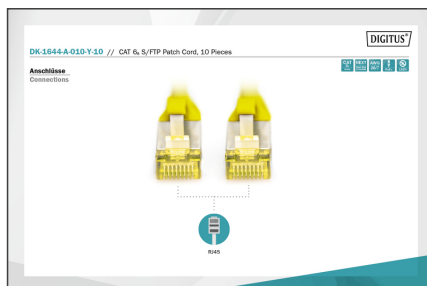 DIGITUS®
DK-1644-A-010-Y-10 // CAT 6A S/FTP Patch Cord, 10 Pieces
Anschlüsse
Connections
RJ45